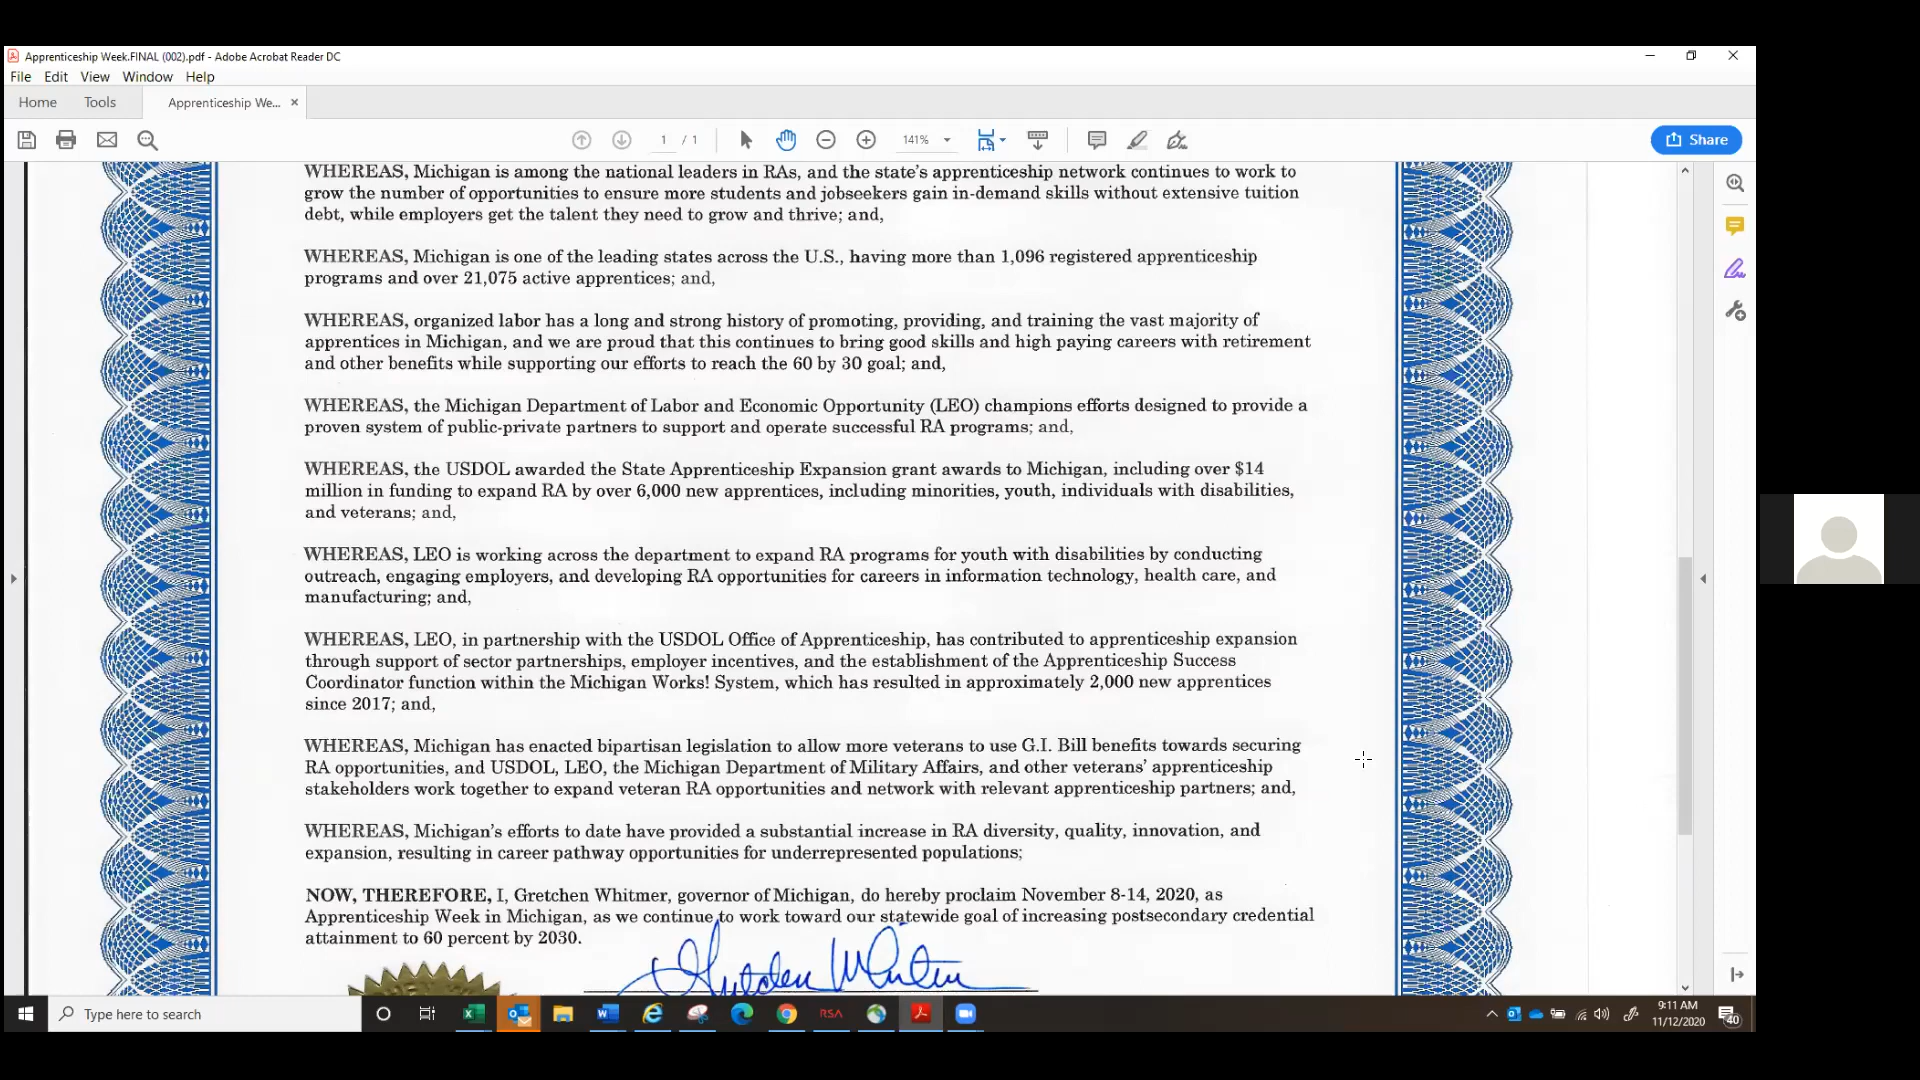 Apprenticeship Week.FINAL (002).pdf - Adobe Acrobat Reader DC
File Edit View Window Help
Home Tools Apprenticeship We... ×
1 / 1 141% Share
WHEREAS, Michigan is among the national leaders in RAs, and the state's apprenticeship network continues to work to
grow the number of opportunities to ensure more students and jobseekers gain in-demand skills without extensive tuition
debt, while employers get the talent they need to grow and thrive; and,
WHEREAS, Michigan is one of the leading states across the U.S., having more than 1,096 registered apprenticeship
programs and over 21,075 active apprentices; and,
WHEREAS, organized labor has a long and strong history of promoting, providing, and training the vast majority of
apprentices in Michigan, and we are proud that this continues to bring good skills and high paying careers with retirement
and other benefits while supporting our efforts to reach the 60 by 30 goal; and,
WHEREAS, the Michigan Department of Labor and Economic Opportunity (LEO) champions efforts designed to provide a
proven system of public-private partners to support and operate successful RA programs; and,
WHEREAS, the USDOL awarded the State Apprenticeship Expansion grant awards to Michigan, including over $14
million in funding to expand RA by over 6,000 new apprentices, including minorities, youth, individuals with disabilities,
and veterans; and,
WHEREAS, LEO is working across the department to expand RA programs for youth with disabilities by conducting
outreach, engaging employers, and developing RA opportunities for careers in information technology, health care, and
manufacturing; and,
WHEREAS, LEO, in partnership with the USDOL Office of Apprenticeship, has contributed to apprenticeship expansion
through support of sector partnerships, employer incentives, and the establishment of the Apprenticeship Success
Coordinator function within the Michigan Works! System, which has resulted in approximately 2,000 new apprentices
since 2017; and,
WHEREAS, Michigan has enacted bipartisan legislation to allow more veterans to use G.I. Bill benefits towards securing
RA opportunities, and USDOL, LEO, the Michigan Department of Military Affairs, and other veterans' apprenticeship
stakeholders work together to expand veteran RA opportunities and network with relevant apprenticeship partners; and,
WHEREAS, Michigan's efforts to date have provided a substantial increase in RA diversity, quality, innovation, and
expansion, resulting in career pathway opportunities for underrepresented populations;
NOW, THEREFORE, I, Gretchen Whitmer, governor of Michigan, do hereby proclaim November 8-14, 2020, as
Apprenticeship Week in Michigan, as we continue to work toward our statewide goal of increasing postsecondary credential
attainment to 60 percent by 2030.
Gretchen Whitmer
Type here to search
RSA
9:11 AM
11/12/2020
40